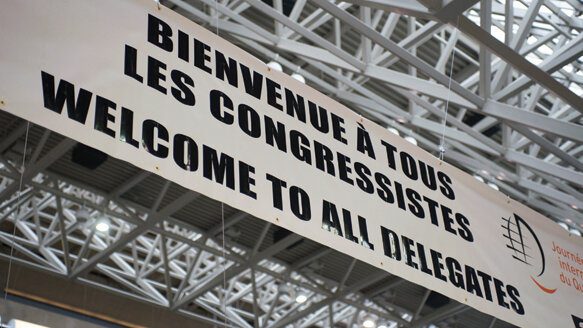 BIENVENUE À TOUS
LES CONGRESSISTES
WELCOME TO ALL DELEGATES